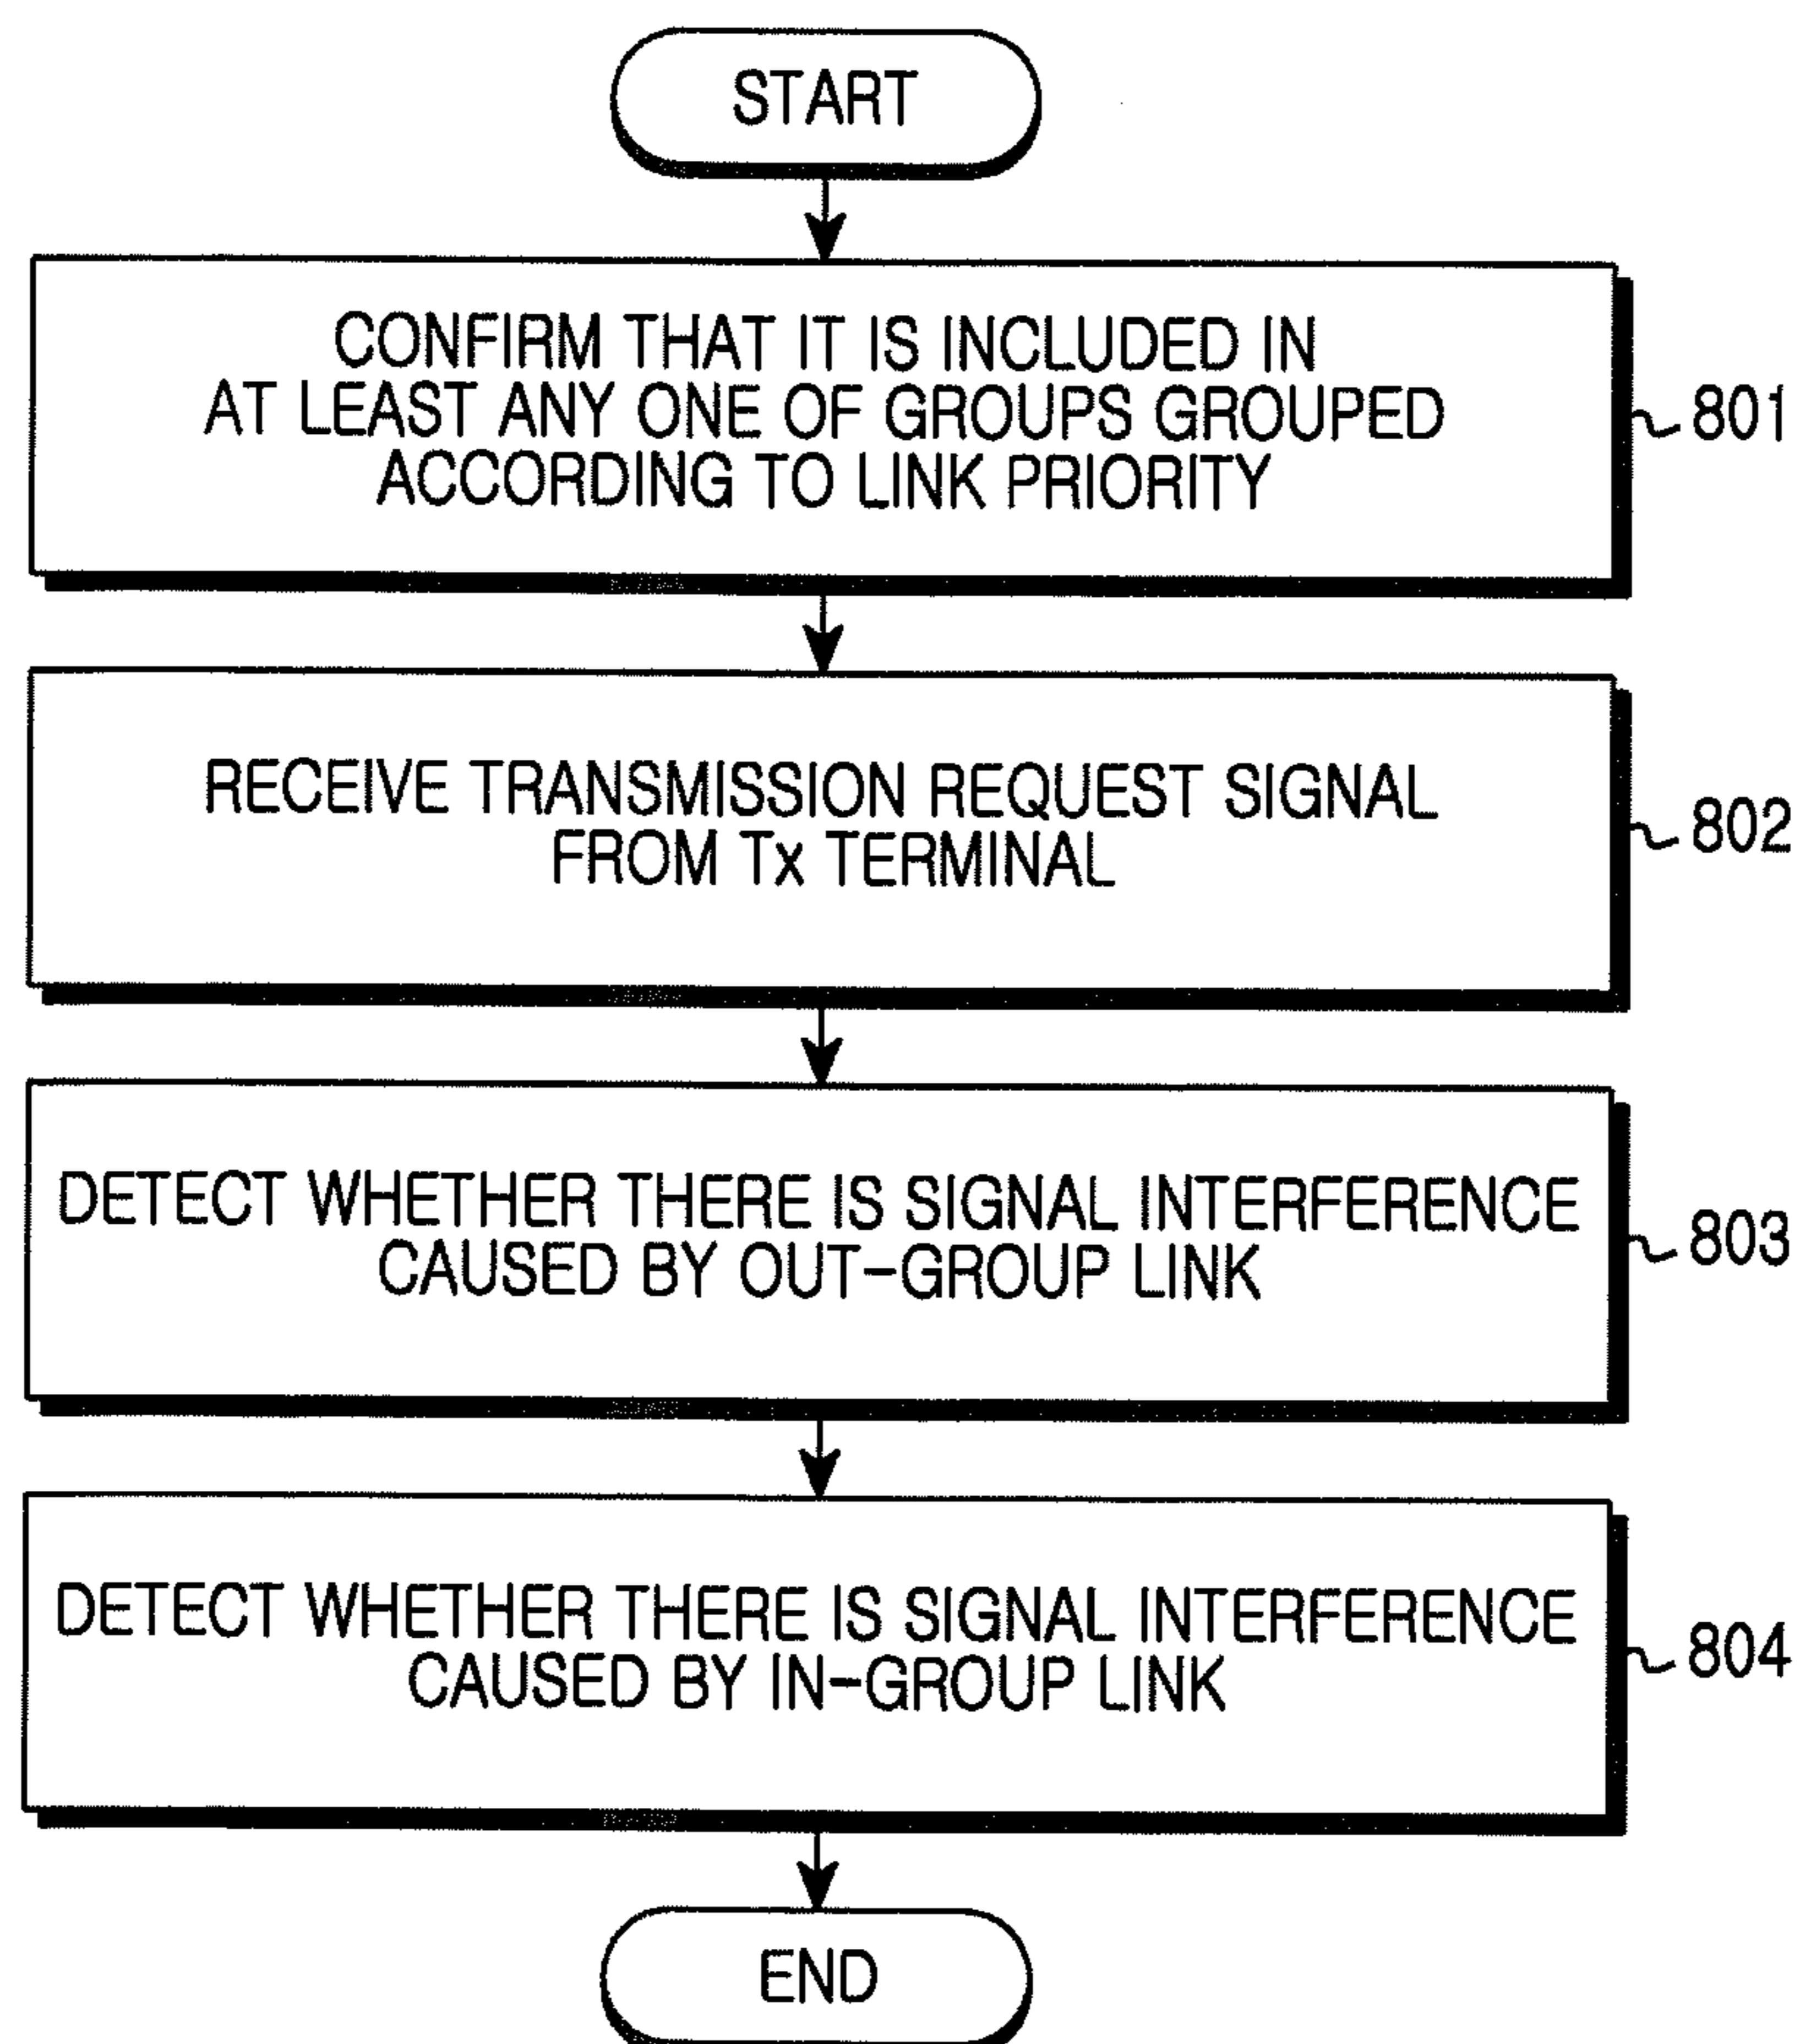 START
CONFIRM THAT IT IS INCLUDED IN
AT LEAST ANY ONE OF GROUPS GROUPED
ACCORDING TO LINK PRIORITY
801
RECEIVE TRANSMISSION REQUEST SIGNAL
FROM Tx TERMINAL
802
DETECT WHETHER THERE IS SIGNAL INTERFERENCE
CAUSED BY OUT-GROUP LINK
803
DETECT WHETHER THERE IS SIGNAL INTERFERENCE
CAUSED BY IN-GROUP LINK
804
END